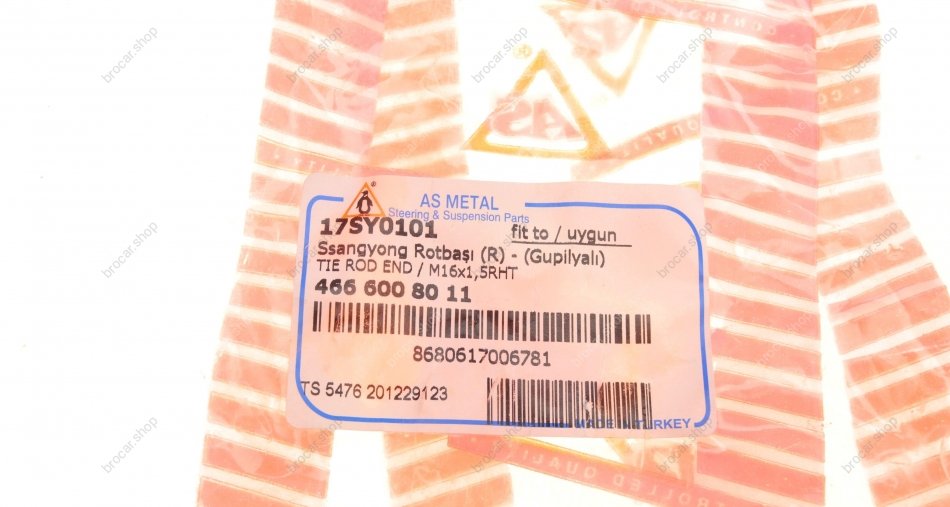 AS METAL
Steering & Suspension Parts
17SY0101 fit to / uygun
Ssangyong Rotbaşı (R) - (Gupilyalı)
TIE ROD END / M16x1,5RHT
466 600 80 11
8680617006781
TS 5476 201229123
MADE IN TURKEY
brocar.shop